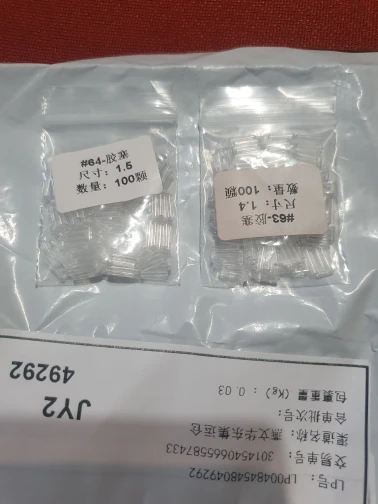 #64-胶塞
尺寸：1.5
数量：100颗
#63-胶塞
尺寸：1.4
数量：100颗
LP号：LP00484548049292
交易单号：3014540665587433
渠道名称：燕文华东集运仓
合单批次号：
包裹重量（Kg）：0.03
JY2
49292